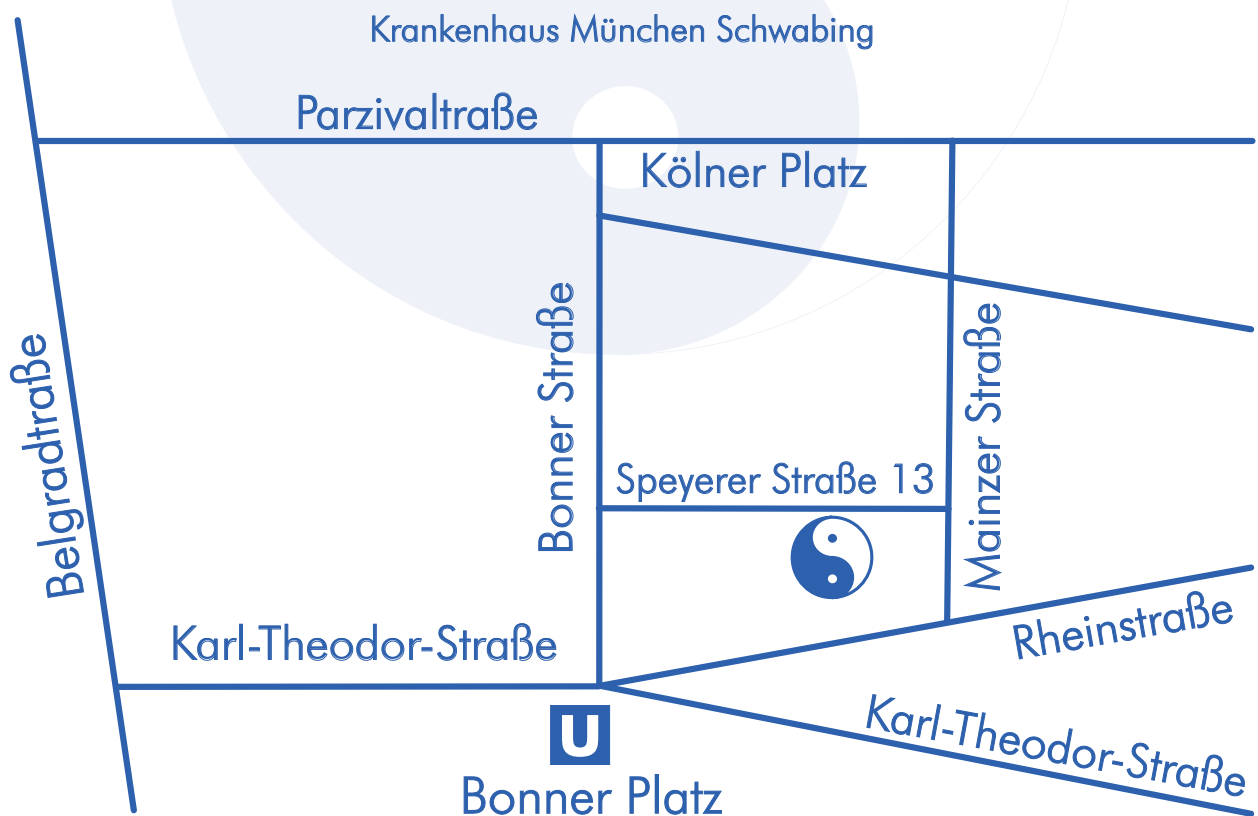 Krankenhaus München Schwabing
Parzivaltraße
Kölner Platz
Bonner Straße
Mainzer Straße
Belgradtraße
Speyerer Straße 13
Rheinstraße
Karl-Theodor-Straße
Karl-Theodor-Straße
U
Bonner Platz